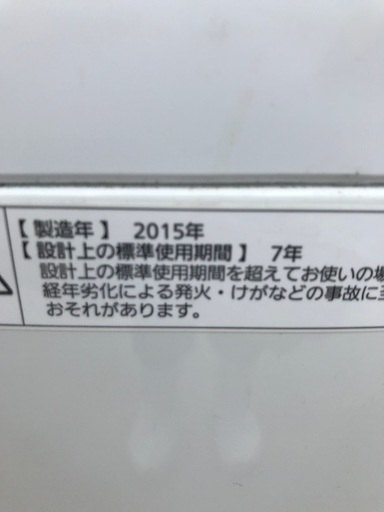 【 製造年 】 2015年
【 設計上の標準使用期間 】 7年
設計上の標準使用期間を超えてお使いの場
経年劣化による発火・けがなどの事故に至
おそれがあります。